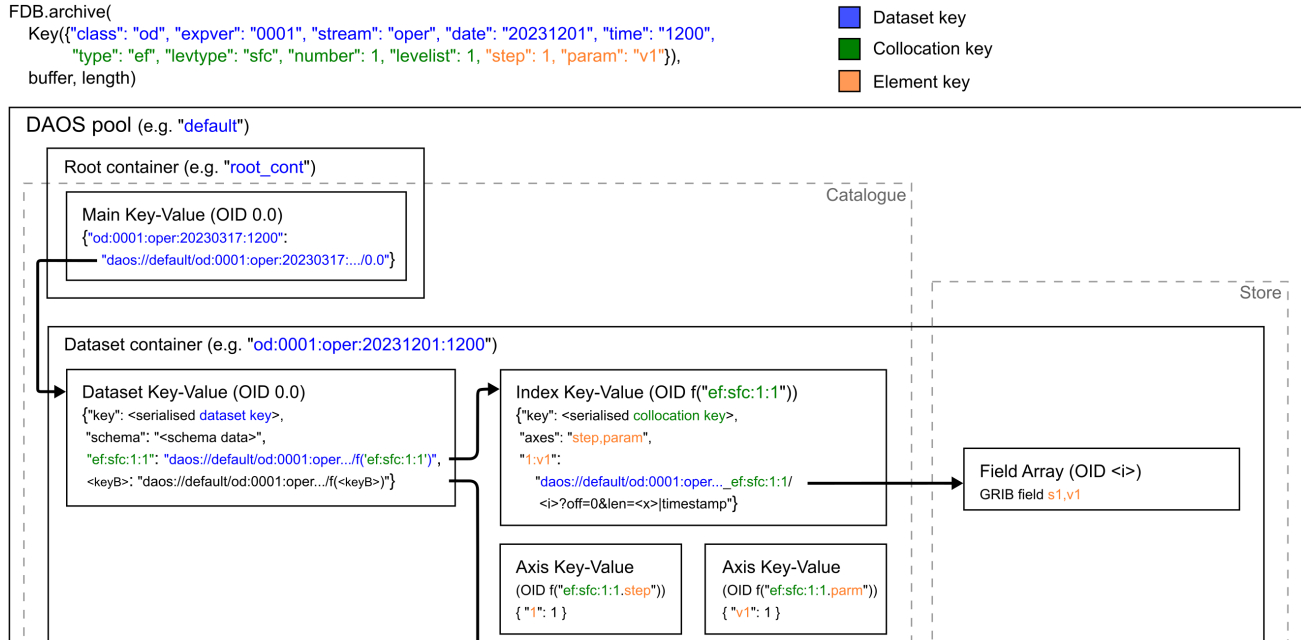 FDB.archive(
Key({"class": "od", "expver": "0001", "stream": "oper", "date": "20231201", "time": "1200",
"type": "ef", "levtype": "sfc", "number": 1, "levelist": 1, "step": 1, "param": "v1"}),
buffer, length)
Dataset key
Collocation key
Element key
DAOS pool (e.g. "default")
Root container (e.g. "root_cont")
Catalogue
Main Key-Value (OID 0.0)
{"od:0001:oper:20230317:1200":
"daos://default/od:0001:oper:20230317:.../0.0"}
Store
Dataset container (e.g. "od:0001:oper:20231201:1200")
Dataset Key-Value (OID 0.0)
{"key": <serialised dataset key>,
"schema": "<schema data>",
"ef:sfc:1:1": "daos://default/od:0001:oper.../f('ef:sfc:1:1')",
<keyB>: "daos://default/od:0001:oper.../f(<keyB>)"}
Index Key-Value (OID f("ef:sfc:1:1"))
{"key": <serialised collocation key>,
"axes": "step,param",
"1:v1":
"daos://default/od:0001:oper..._ef:sfc:1:1/
<i>?off=0&len=<x>|timestamp"}
Field Array (OID <i>)
GRIB field s1,v1
Axis Key-Value
(OID f("ef:sfc:1:1.step"))
{ "1": 1 }
Axis Key-Value
(OID f("ef:sfc:1:1.parm"))
{ "v1": 1 }